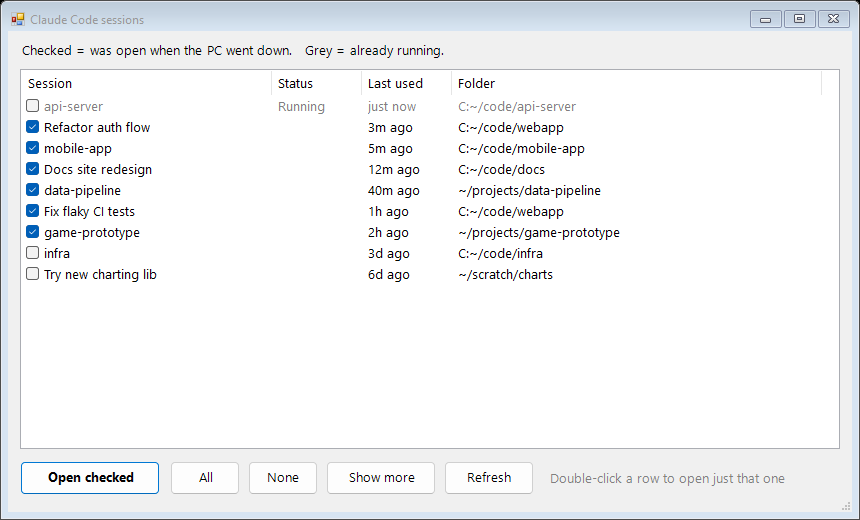 Claude Code sessions
Checked = was open when the PC went down. Grey = already running.
Session Status Last used Folder
api-server Running just now C:~/code/api-server
Refactor auth flow 3m ago C:~/code/webapp
mobile-app 5m ago C:~/code/mobile-app
Docs site redesign 12m ago C:~/code/docs
data-pipeline 40m ago ~/projects/data-pipeline
Fix flaky CI tests 1h ago C:~/code/webapp
game-prototype 2h ago ~/projects/game-prototype
infra 3d ago C:~/code/infra
Try new charting lib 6d ago ~/scratch/charts
Open checked All None Show more Refresh Double-click a row to open just that one